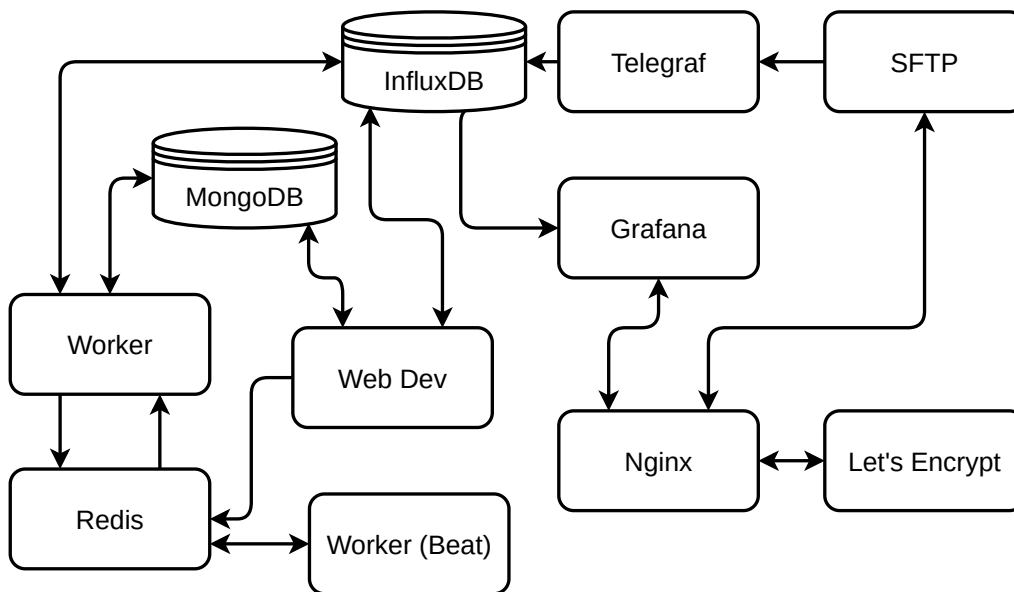 InfluxDB
Telegraf
SFTP
MongoDB
Grafana
Worker
Web Dev
Nginx
Let's Encrypt
Redis
Worker (Beat)